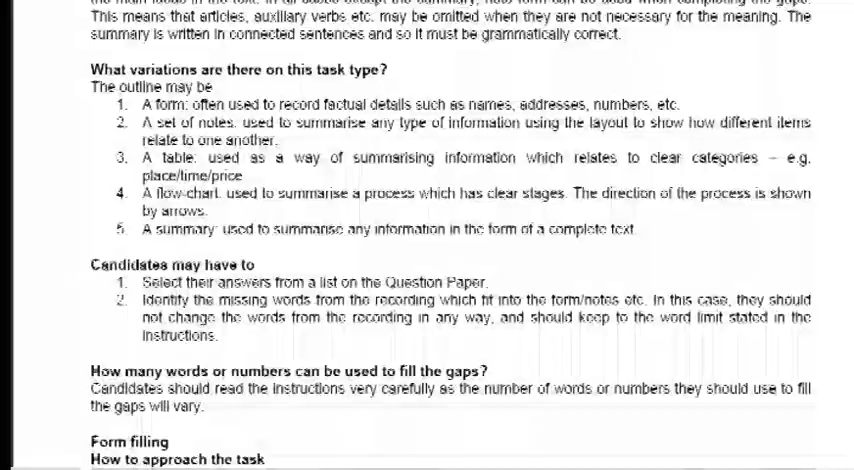 This means that articles, auxiliary verbs etc. may be omitted when they are not necessary for the meaning. The
summary is written in connected sentences and so it must be grammatically correct.
What variations are there on this task type?
The outline may be
1. A form: often used to record factual details such as names, addresses, numbers, etc.
2. A set of notes: used to summarise any type of information using the layout to show how different items
relate to one another.
3. A table: used as a way of summarising information which relates to clear categories – e.g.
place/time/price
4. A flow-chart: used to summarise a process which has clear stages. The direction of the process is shown
by arrows.
5. A summary: used to summarise any information in the form of a complete text.
Candidates may have to
1. Select their answers from a list on the Question Paper.
2. Identify the missing words from the recording which fit into the form/notes etc. In this case, they should
not change the words from the recording in any way, and should keep to the word limit stated in the
instructions.
How many words or numbers can be used to fill the gaps?
Candidates should read the instructions very carefully as the number of words or numbers they should use to fill
the gaps will vary.
Form filling
How to approach the task